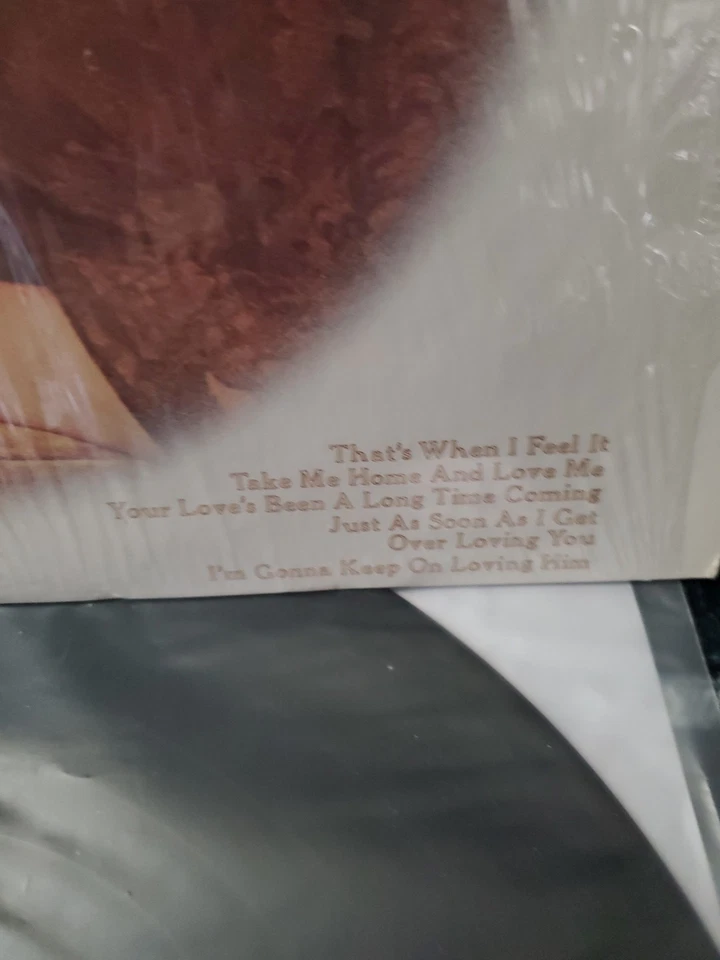 That's When I Feel It
Take Me Home And Love Me
Your Love's Been A Long Time Coming
Just As Soon As I Get
Over Loving You
I'm Gonna Keep On Loving Him